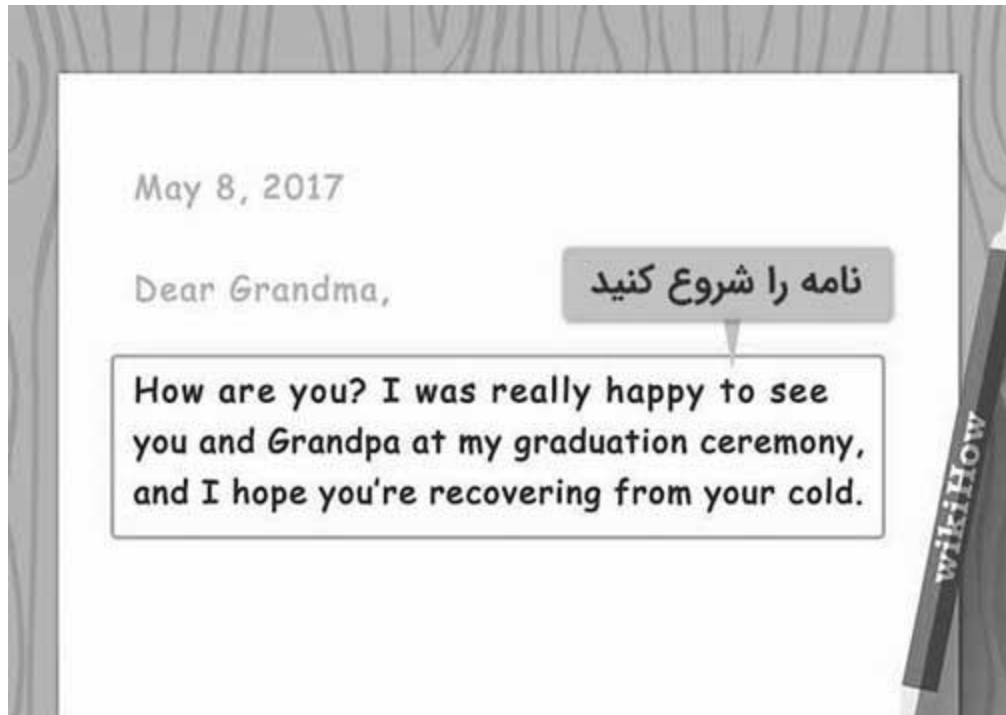 May 8, 2017
Dear Grandma,
نامه را شروع کنید
How are you? I was really happy to see
you and Grandpa at my graduation ceremony,
and I hope you're recovering from your cold.
wikiHow